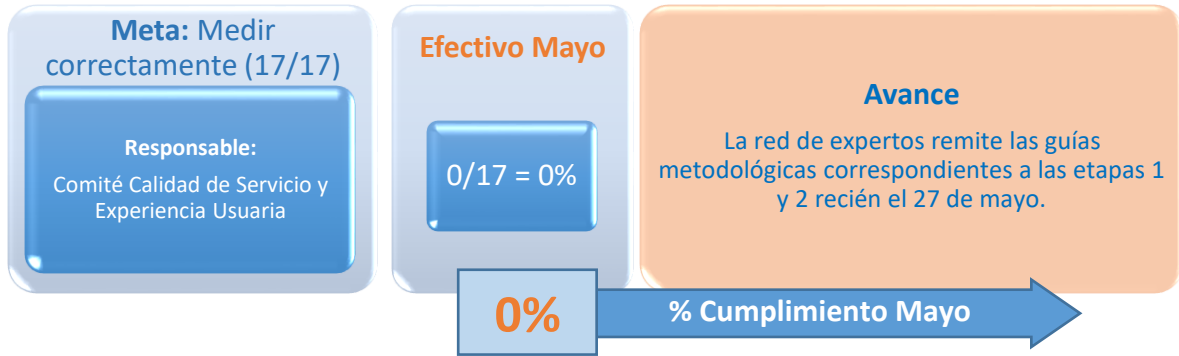 Meta: Medir
correctamente (17/17)
Responsable:
Comité Calidad de Servicio y
Experiencia Usuaria
Efectivo Mayo
0/17 = 0%
Avance
La red de expertos remite las guías
metodológicas correspondientes a las etapas 1
y 2 recién el 27 de mayo.
0%
% Cumplimiento Mayo